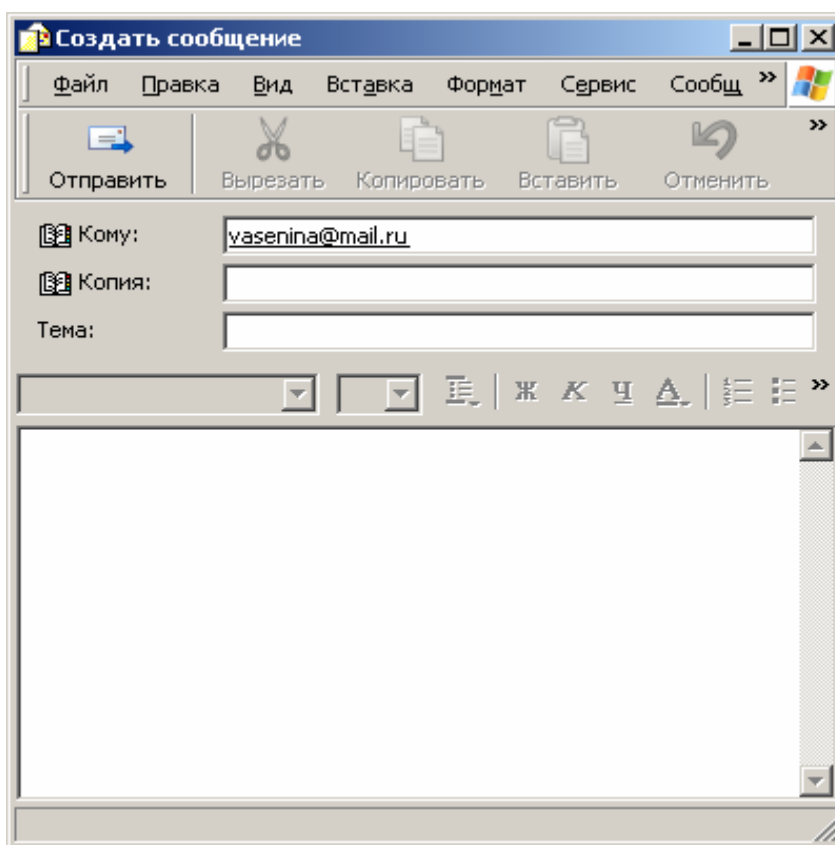 Создать сообщение
Файл Правка Вид Вставка Формат Сервис Сообщ »
Отправить Вырезать Копировать Вставить Отменить »
Кому: vasenina@mail.ru
Копия:
Тема:
Ж К Ч А »